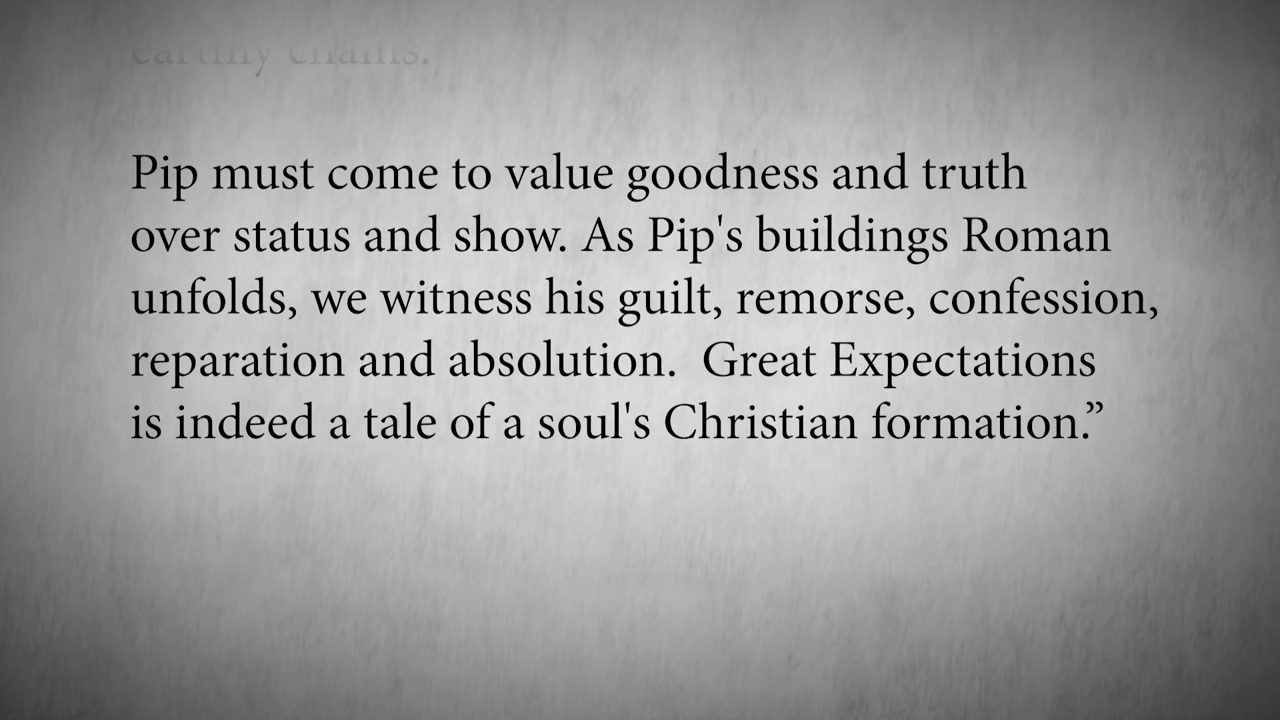 earthly chains.
Pip must come to value goodness and truth
over status and show. As Pip's buildings Roman
unfolds, we witness his guilt, remorse, confession,
reparation and absolution.  Great Expectations
is indeed a tale of a soul's Christian formation.”